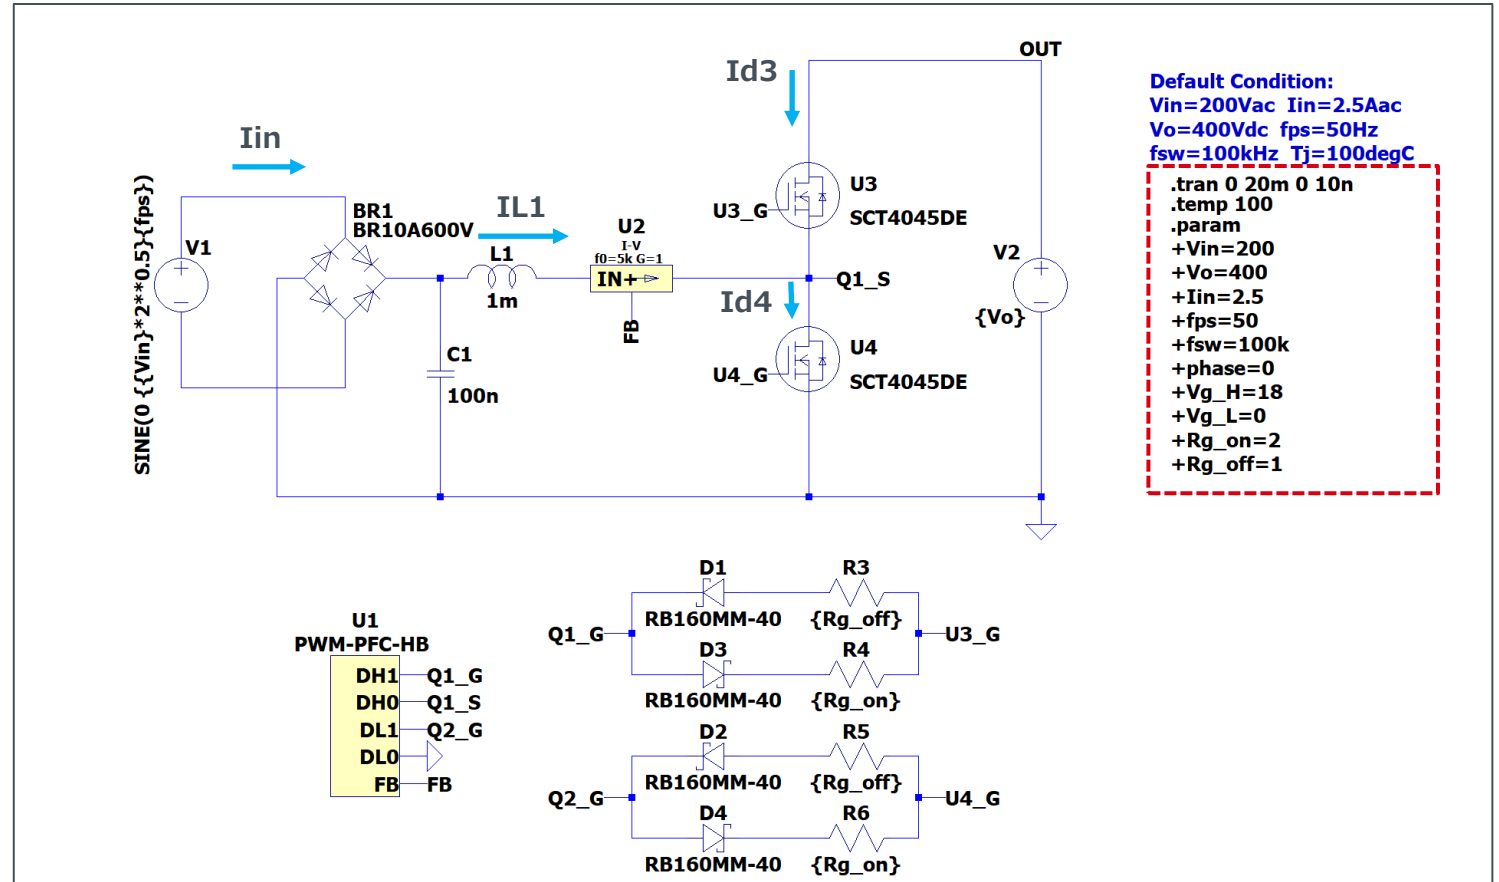 OUT
Id3
Default Condition:
Vin=200Vac Iin=2.5Aac
Vo=400Vdc fps=50Hz
fsw=100kHz Tj=100degC
.tran 0 20m 0 10n
.temp 100
.param
+Vin=200
+Vo=400
+Iin=2.5
+fps=50
+fsw=100k
+phase=0
+Vg_H=18
+Vg_L=0
+Rg_on=2
+Rg_off=1
Iin
SINE(0 {{Vin}*2**0.5}{fps})
V1
BR1
BR10A600V
IL1
L1
1m
U2
I-V
f0=5k G=1
IN+
FB
U3_G
U3
SCT4045DE
Q1_S
Id4
V2
{Vo}
C1
100n
U4_G
U4
SCT4045DE
U1
PWM-PFC-HB
DH1
Q1_G
DH0
Q1_S
DL1
Q2_G
DL0
FB
FB
D1
R3
RB160MM-40
{Rg_off}
Q1_G
U3_G
D3
R4
RB160MM-40
{Rg_on}
D2
R5
RB160MM-40
{Rg_off}
Q2_G
U4_G
D4
R6
RB160MM-40
{Rg_on}